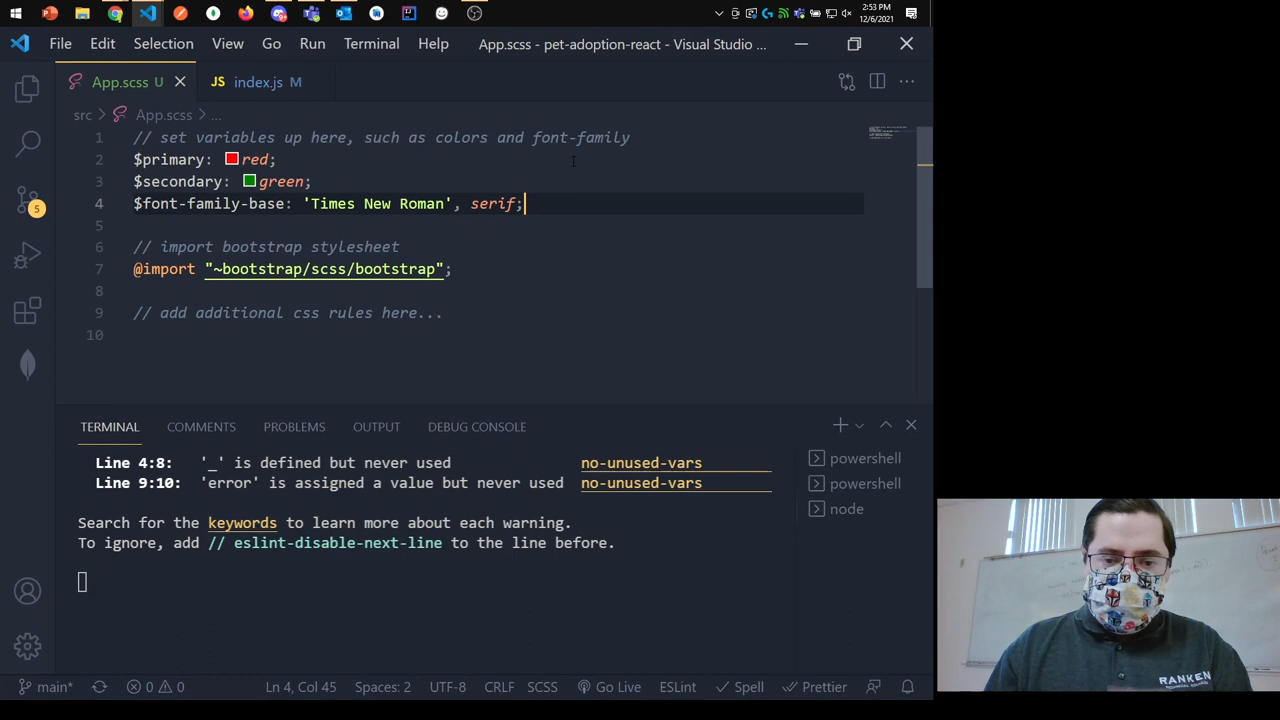 2:53 PM
12/6/2021
File Edit Selection View Go Run Terminal Help App.scss - pet-adoption-react - Visual Studio ...
App.scss U JS index.js M
src > App.scss > ...
1 // set variables up here, such as colors and font-family
2 $primary: red;
3 $secondary: green;
4 $font-family-base: 'Times New Roman', serif;
5
6 // import bootstrap stylesheet
7 @import "~bootstrap/scss/bootstrap";
8
9 // add additional css rules here...
10
5
TERMINAL COMMENTS PROBLEMS OUTPUT DEBUG CONSOLE
Line 4:8: '_' is defined but never used no-unused-vars
Line 9:10: 'error' is assigned a value but never used no-unused-vars
Search for the keywords to learn more about each warning.
To ignore, add // eslint-disable-next-line to the line before.
powershell
powershell
node
main* 0 0 Ln 4, Col 45 Spaces: 2 UTF-8 CRLF SCSS Go Live ESLint Spell Prettier
RANKEN